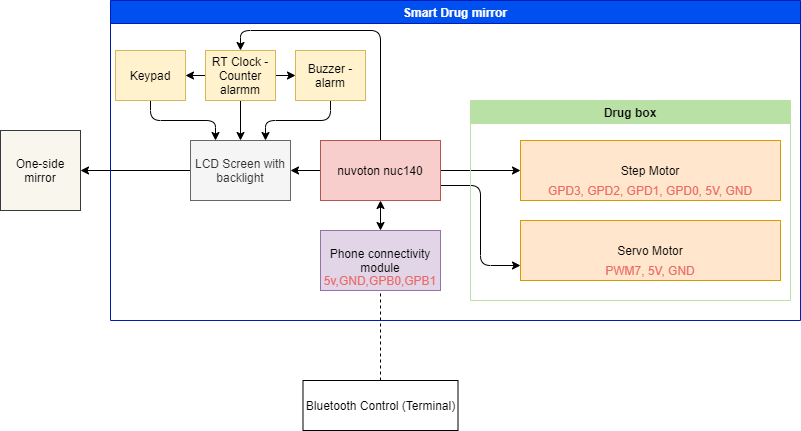 Smart Drug mirror
Keypad
RT Clock -
Counter
alarmm
Buzzer -
alarm
Drug box
One-side
mirror
LCD Screen with
backlight
nuvoton nuc140
Step Motor
GPD3, GPD2, GPD1, GPD0, 5V, GND
Phone connectivity
module
5v,GND,GPB0,GPB1
Servo Motor
PWM7, 5V, GND
Bluetooth Control (Terminal)